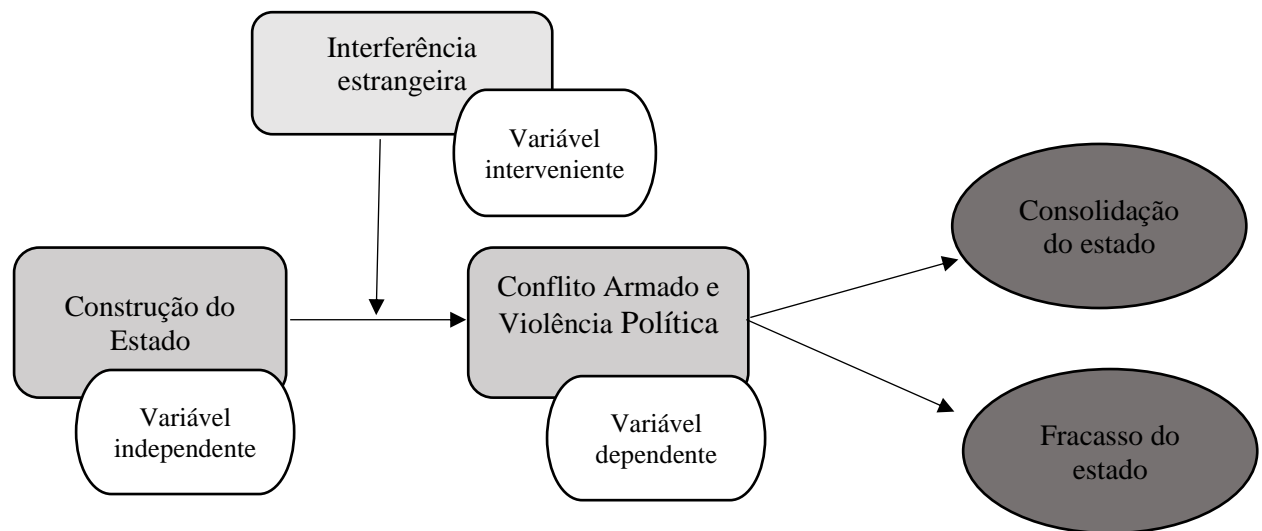 Interferência
estrangeira
Variável
interveniente
Construção do
Estado
Variável
independente
Conflito Armado e
Violência Política
Variável
dependente
Consolidação
do estado
Fracasso do
estado